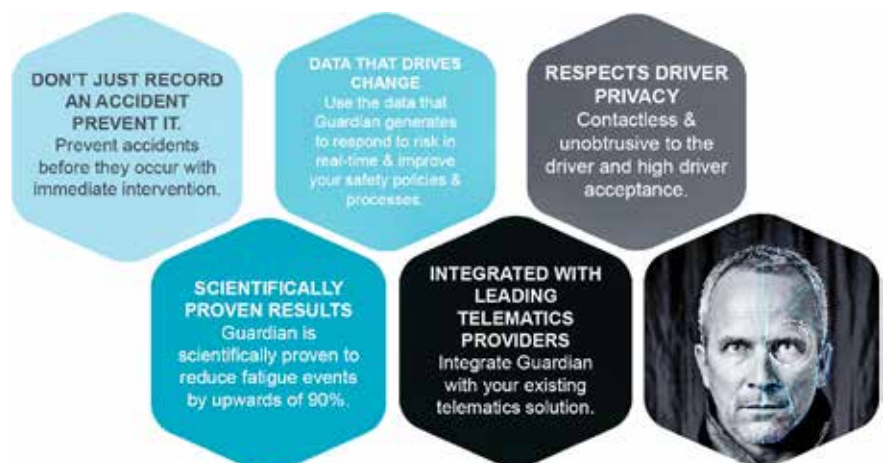 DON'T JUST RECORD
AN ACCIDENT
PREVENT IT.
Prevent accidents
before they occur with
immediate intervention.
DATA THAT DRIVES
CHANGE
Use the data that
Guardian generates
to respond to risk in
real-time & improve
your safety policies &
processes.
RESPECTS DRIVER
PRIVACY
Contactless &
unobtrusive to the
driver and high driver
acceptance.
SCIENTIFICALLY
PROVEN RESULTS
Guardian is
scientifically proven to
reduce fatigue events
by upwards of 90%.
INTEGRATED WITH
LEADING
TELEMATICS
PROVIDERS
Integrate Guardian
with your existing
telematics solution.